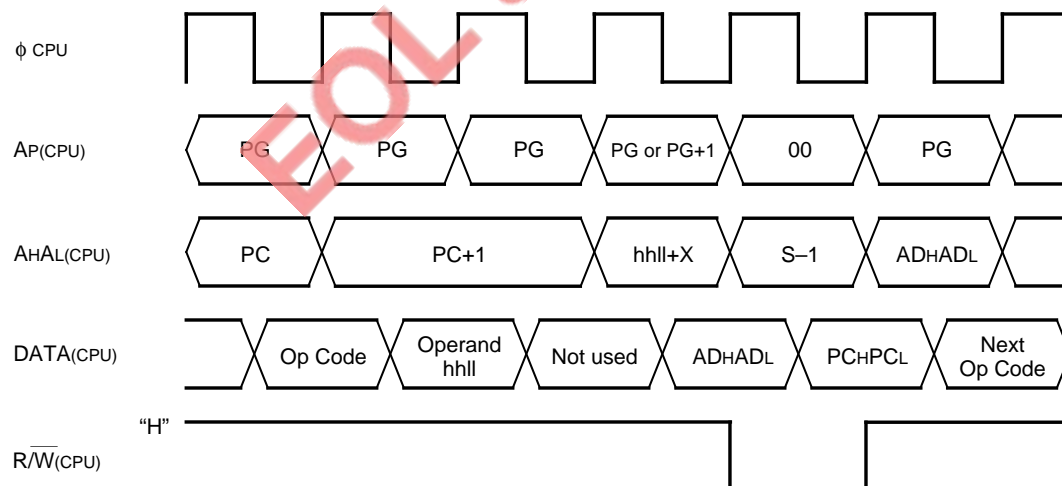 ϕ CPU
AP(CPU) PG PG PG PG or PG+1 00 PG
AHAL(CPU) PC PC+1 hhll+X S–1 ADHADL
DATA(CPU) Op Code Operand hhll Not used ADHADL PCHPCL Next Op Code
“H”
R/W̅(CPU)
EOL